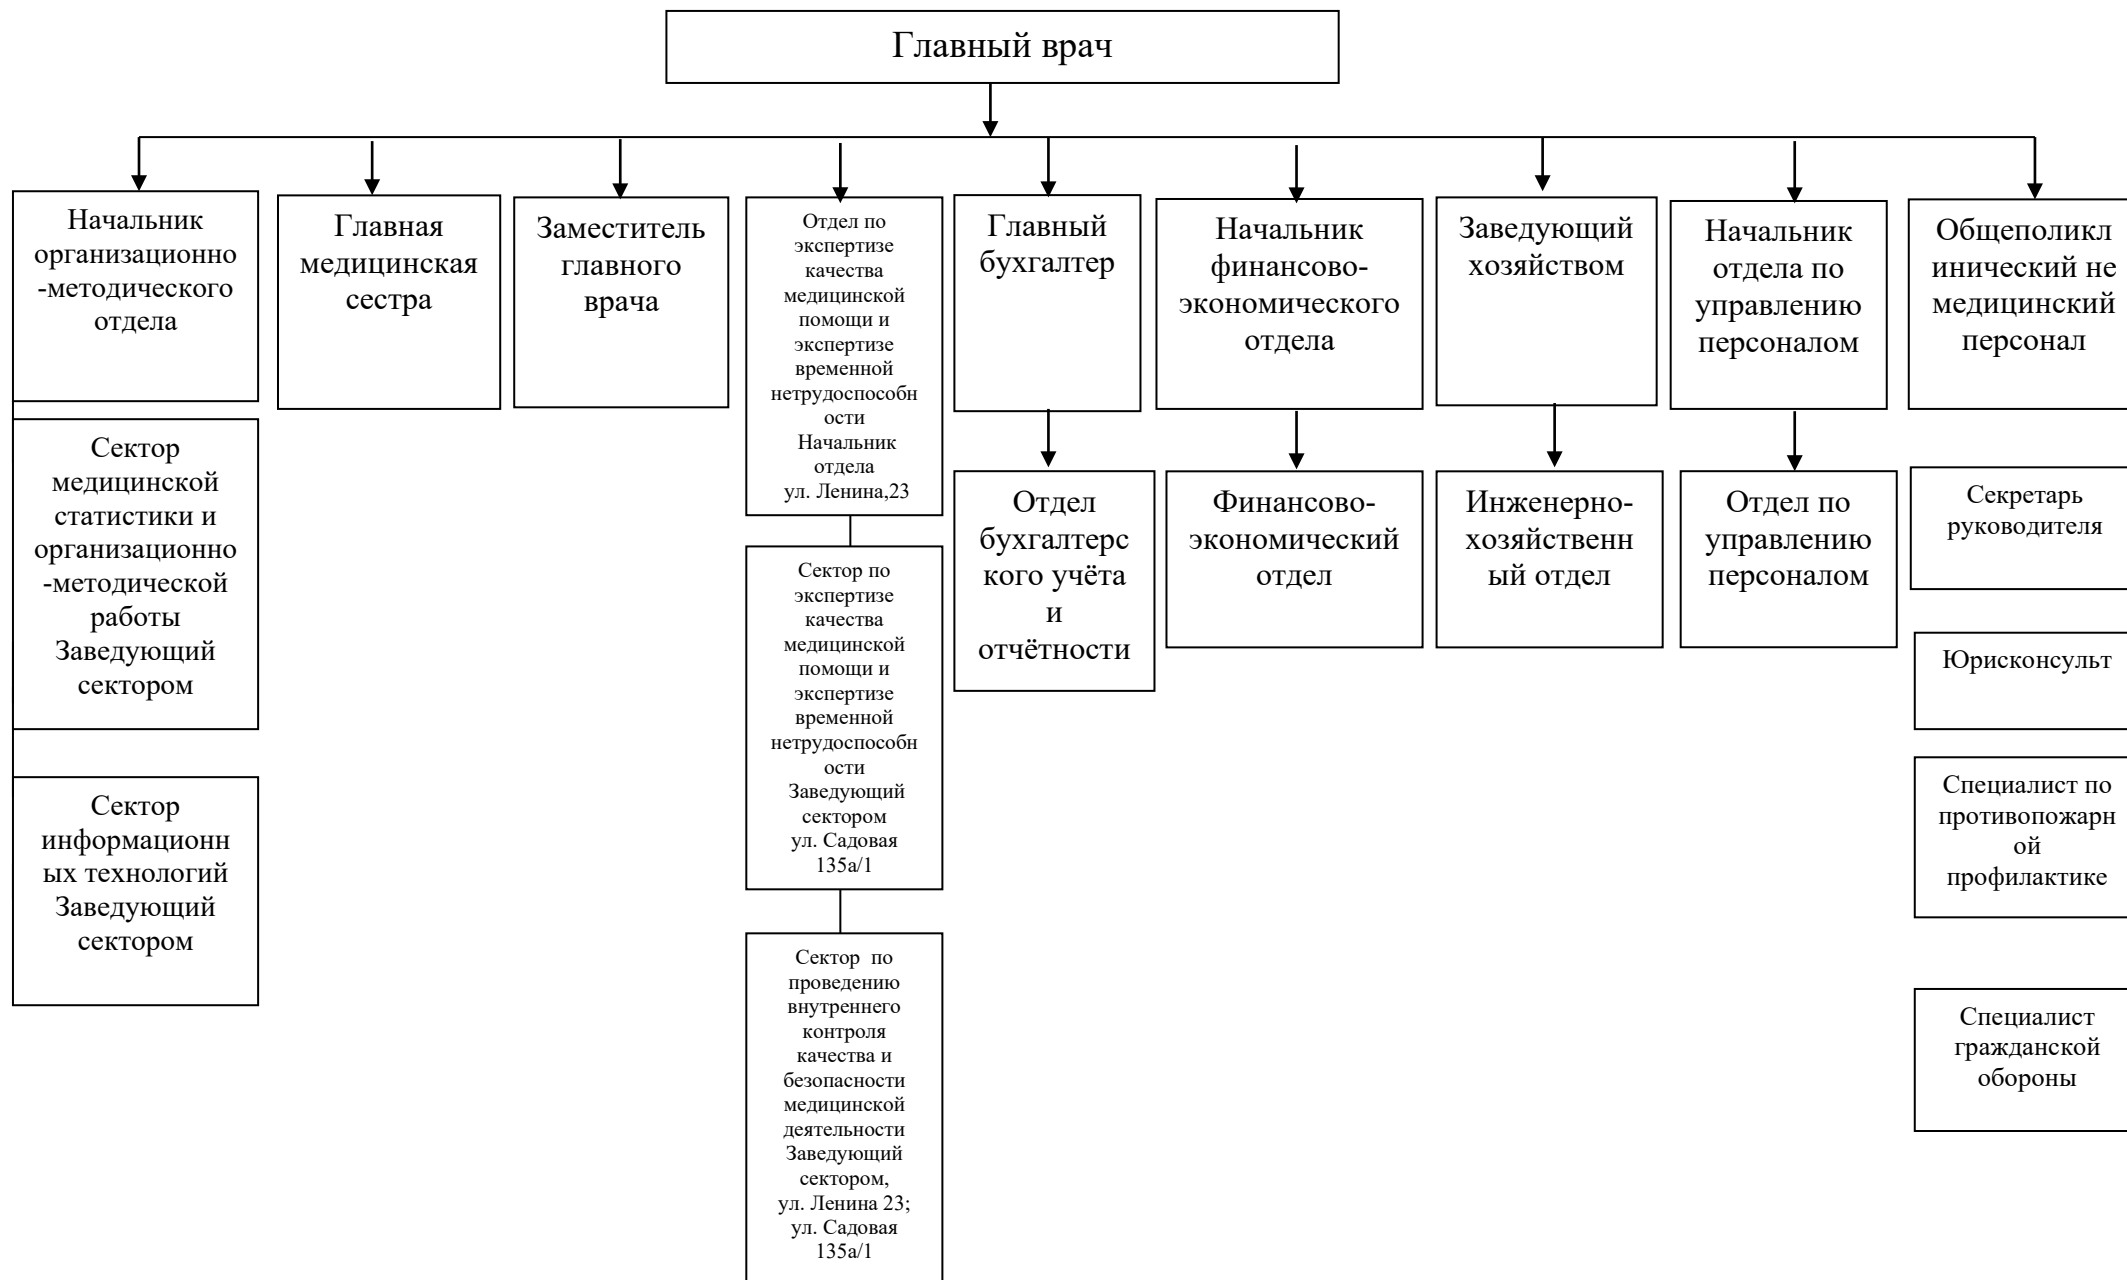 Главный врач
Начальник
организационно
-методического
отдела
Главная
медицинская
сестра
Заместитель
главного
врача
Отдел по
экспертизе
качества
медицинской
помощи и
экспертизе
временной
нетрудоспособн
ости
Начальник
отдела
ул. Ленина,23
Главный
бухгалтер
Начальник
финансово-
экономического
отдела
Заведующий
хозяйством
Начальник
отдела по
управлению
персоналом
Общеполикл
инический не
медицинский
персонал
Сектор
медицинской
статистики и
организационно
-методической
работы
Заведующий
сектором
Сектор
информационн
ых технологий
Заведующий
сектором
Сектор по
экспертизе
качества
медицинской
помощи и
экспертизе
временной
нетрудоспособн
ости
Заведующий
сектором
ул. Садовая
135а/1
Сектор  по
проведению
внутреннего
контроля
качества и
безопасности
медицинской
деятельности
Заведующий
сектором,
ул. Ленина 23;
ул. Садовая
135а/1
Отдел
бухгалтерс
кого учёта
и
отчётности
Финансово-
экономический
отдел
Инженерно-
хозяйственн
ый отдел
Отдел по
управлению
персоналом
Секретарь
руководителя
Юрисконсульт
Специалист по
противопожарн
ой
профилактике
Специалист
гражданской
обороны